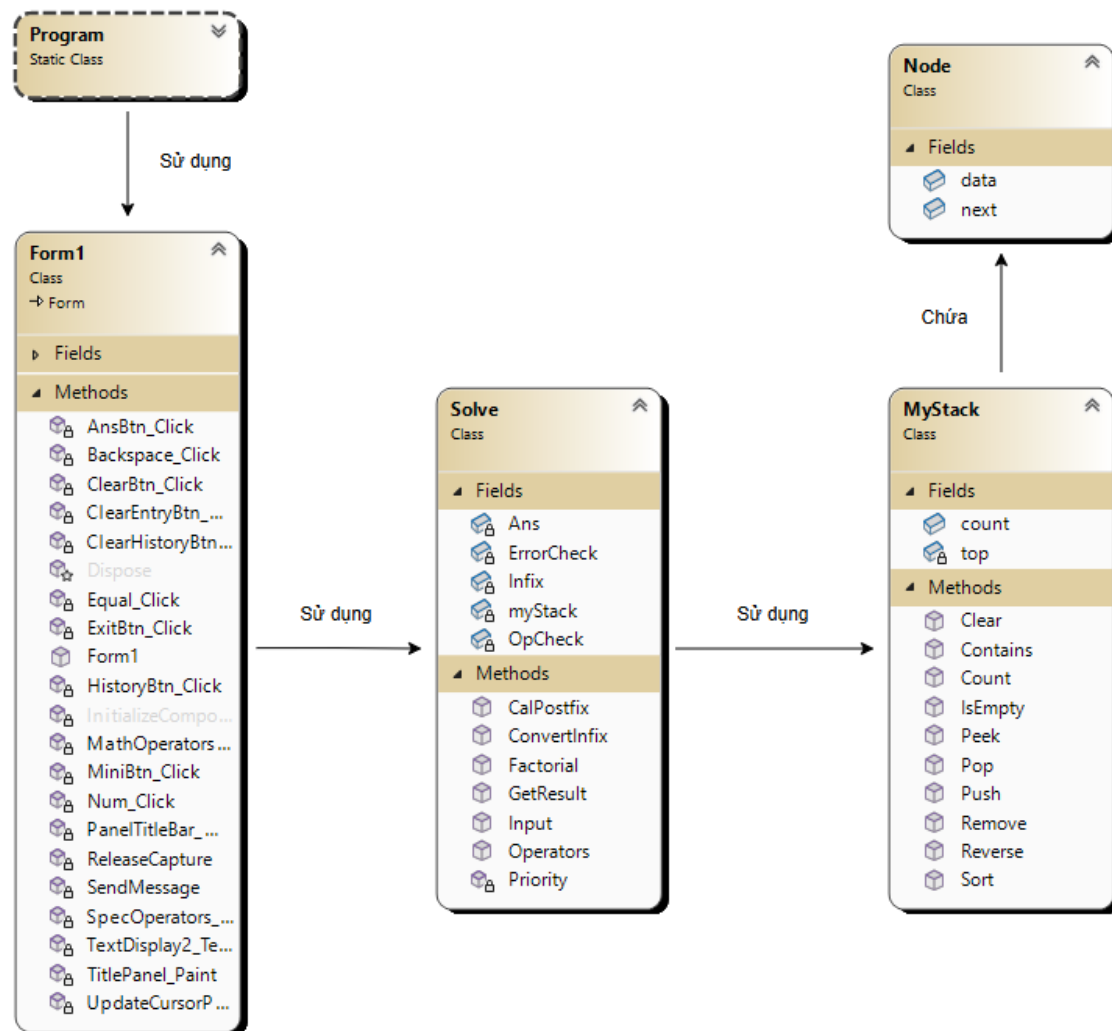 Program
Static Class
Sử dụng
Form1
Class
Form
Fields
Methods
AnsBtn_Click
Backspace_Click
ClearBtn_Click
ClearEntryBtn_...
ClearHistoryBtn...
Dispose
Equal_Click
ExitBtn_Click
Form1
HistoryBtn_Click
InitializeCompo...
MathOperators...
MiniBtn_Click
Num_Click
PanelTitleBar_...
ReleaseCapture
SendMessage
SpecOperators_...
TextDisplay2_Te...
TitlePanel_Paint
UpdateCursorP...
Sử dụng
Solve
Class
Fields
Ans
ErrorCheck
Infix
myStack
OpCheck
Methods
CalPostfix
ConvertInfix
Factorial
GetResult
Input
Operators
Priority
Sử dụng
Node
Class
Fields
data
next
Chứa
MyStack
Class
Fields
count
top
Methods
Clear
Contains
Count
IsEmpty
Peek
Pop
Push
Remove
Reverse
Sort